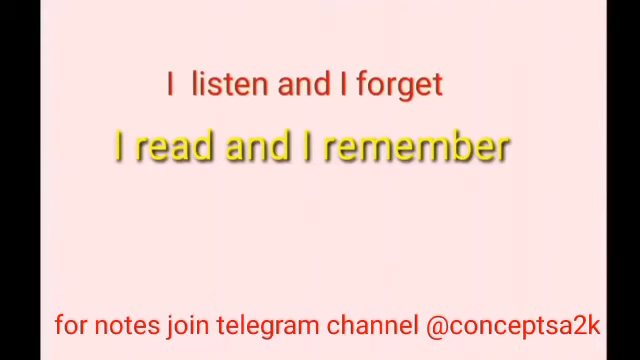 I listen and I forget
I read and I remember
for notes join telegram channel @conceptsa2k